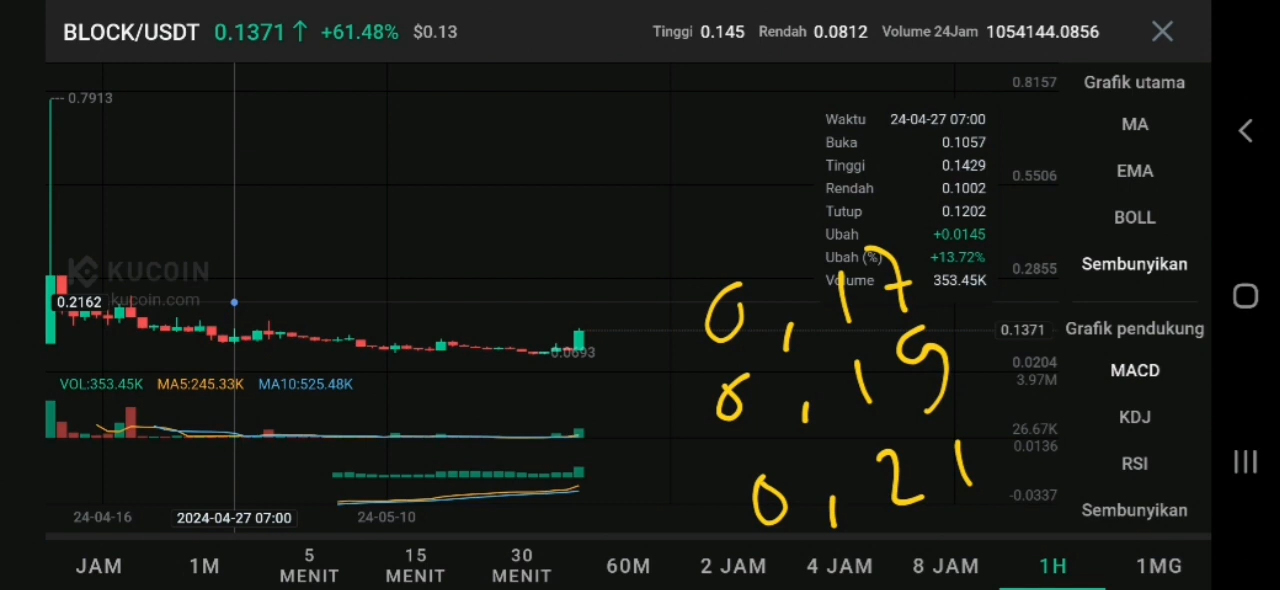 BLOCK/USDT 0.1371 ↑ +61.48% $0.13 Tinggi 0.145 Rendah 0.0812 Volume 24Jam 1054144.0856
0.7913
0.8157
0.5506
0.2855
0.1371
0.0204
3.97M
26.67K
0.0136
-0.0337
Waktu 24-04-27 07:00
Buka 0.1057
Tinggi 0.1429
Rendah 0.1002
Tutup 0.1202
Ubah +0.0145
Ubah (%) +13.72%
Volume 353.45K
KUCOIN
kucoin.com
0.2162
0.0693
0,17
0,19
0,21
VOL:353.45K MA5:245.33K MA10:525.48K
24-04-16 2024-04-27 07:00 24-05-10
Grafik utama
MA
EMA
BOLL
Sembunyikan
Grafik pendukung
MACD
KDJ
RSI
Sembunyikan
JAM 1M 5 MENIT 15 MENIT 30 MENIT 60M 2 JAM 4 JAM 8 JAM 1H 1MG